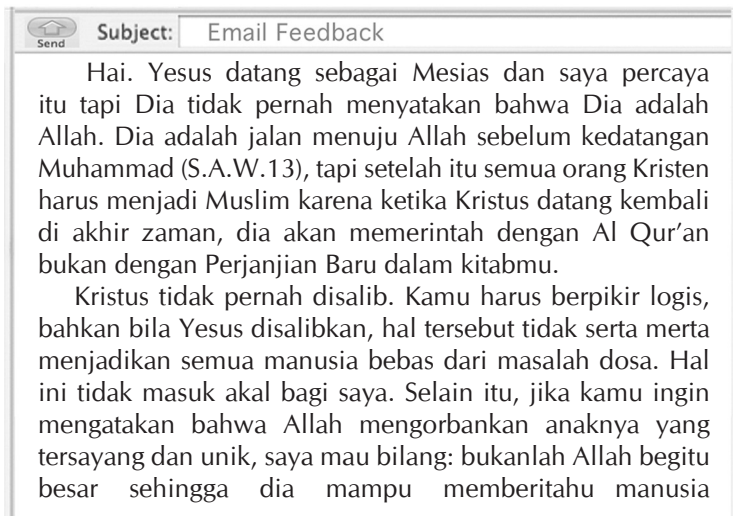 Send Subject: Email Feedback
Hai. Yesus datang sebagai Mesias dan saya percaya
itu tapi Dia tidak pernah menyatakan bahwa Dia adalah
Allah. Dia adalah jalan menuju Allah sebelum kedatangan
Muhammad (S.A.W.13), tapi setelah itu semua orang Kristen
harus menjadi Muslim karena ketika Kristus datang kembali
di akhir zaman, dia akan memerintah dengan Al Qur’an
bukan dengan Perjanjian Baru dalam kitabmu.
Kristus tidak pernah disalib. Kamu harus berpikir logis,
bahkan bila Yesus disalibkan, hal tersebut tidak serta merta
menjadikan semua manusia bebas dari masalah dosa. Hal
ini tidak masuk akal bagi saya. Selain itu, jika kamu ingin
mengatakan bahwa Allah mengorbankan anaknya yang
tersayang dan unik, saya mau bilang: bukanlah Allah begitu
besar sehingga dia mampu memberitahu manusia